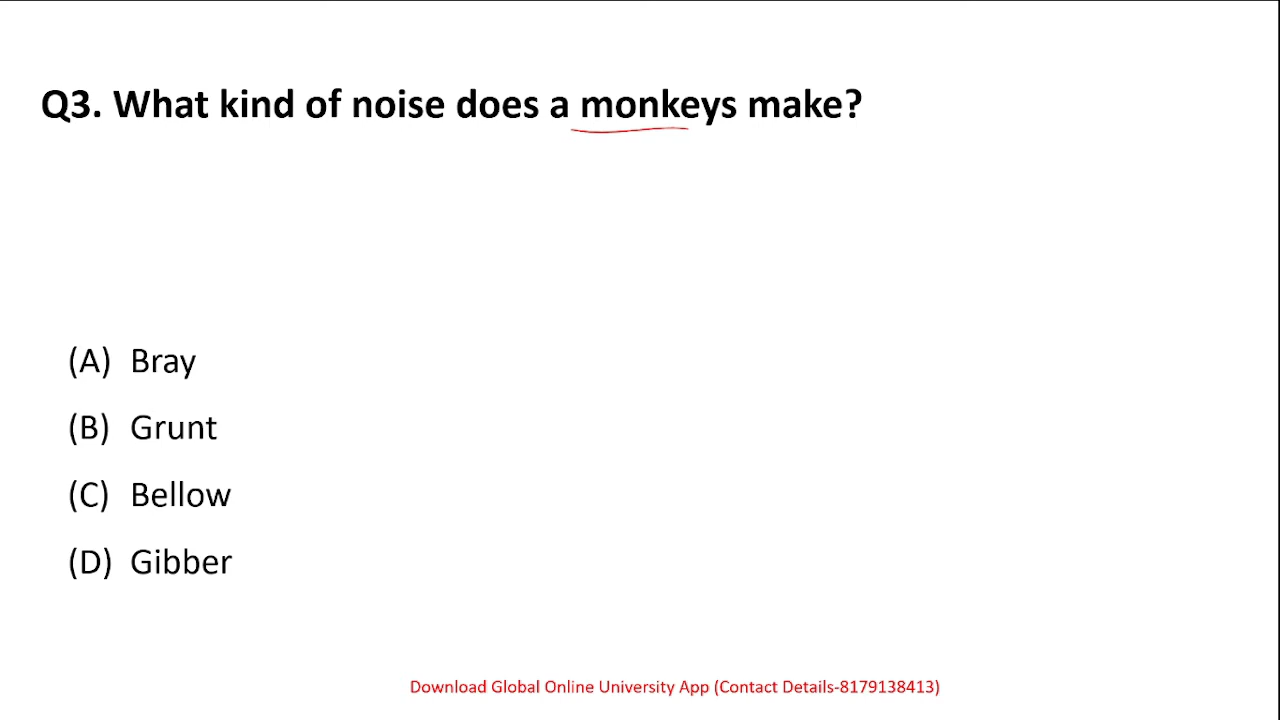 Q3. What kind of noise does a monkeys make?
(A) Bray
(B) Grunt
(C) Bellow
(D) Gibber
Download Global Online University App (Contact Details-8179138413)